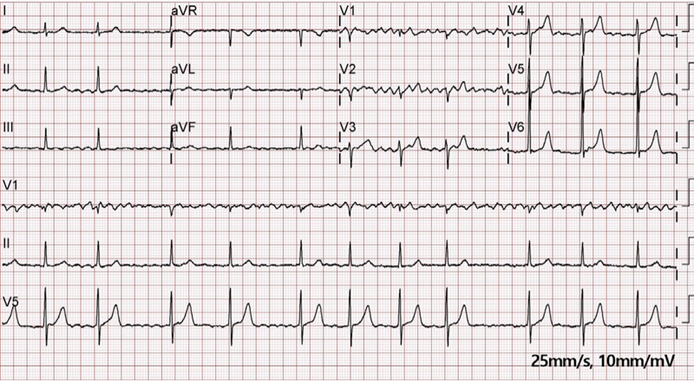 I aVR V1 V4
II aVL V2 V5
III aVF V3 V6
V1
II
V5
25mm/s, 10mm/mV